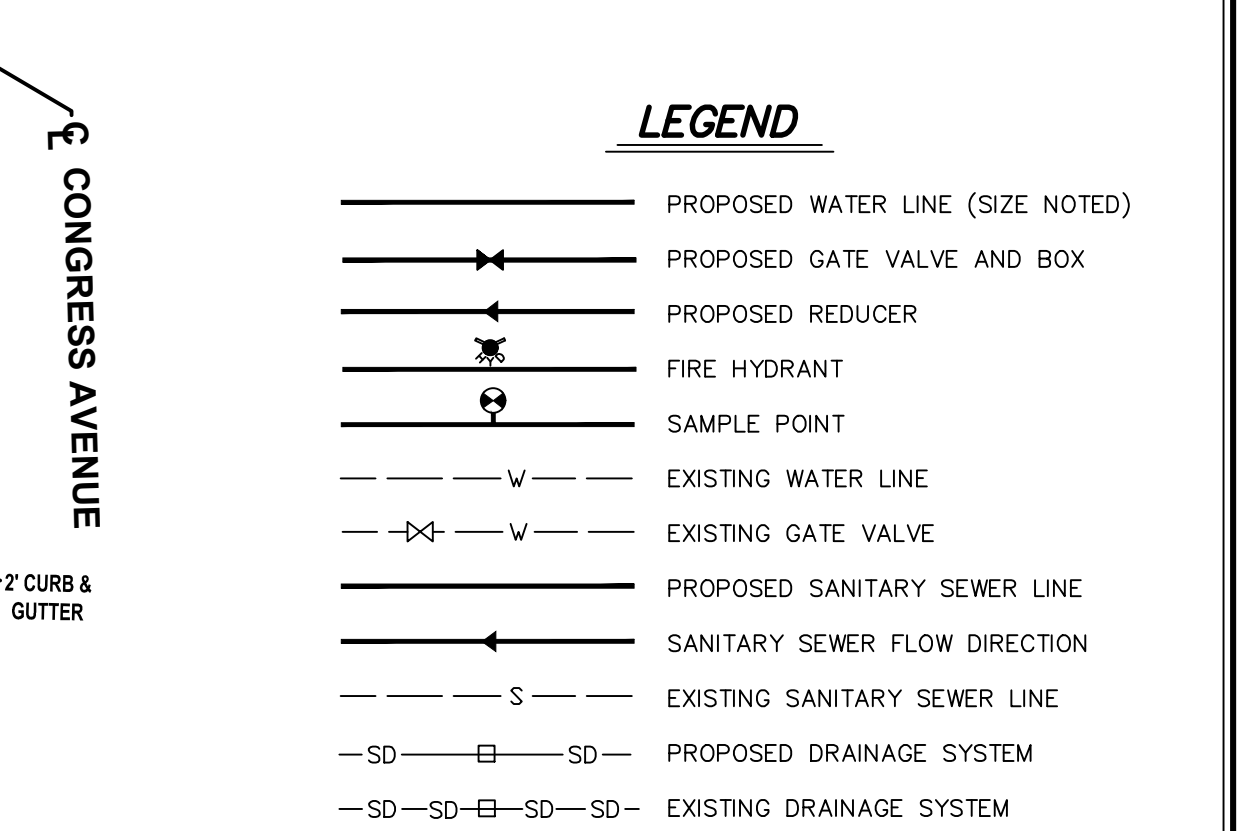 ℄ CONGRESS AVENUE
2' CURB &
GUTTER
LEGEND
PROPOSED WATER LINE (SIZE NOTED)
PROPOSED GATE VALVE AND BOX
PROPOSED REDUCER
HYD FIRE HYDRANT
SAMPLE POINT
W EXISTING WATER LINE
W EXISTING GATE VALVE
PROPOSED SANITARY SEWER LINE
SANITARY SEWER FLOW DIRECTION
S EXISTING SANITARY SEWER LINE
SD SD PROPOSED DRAINAGE SYSTEM
SD SD SD SD EXISTING DRAINAGE SYSTEM